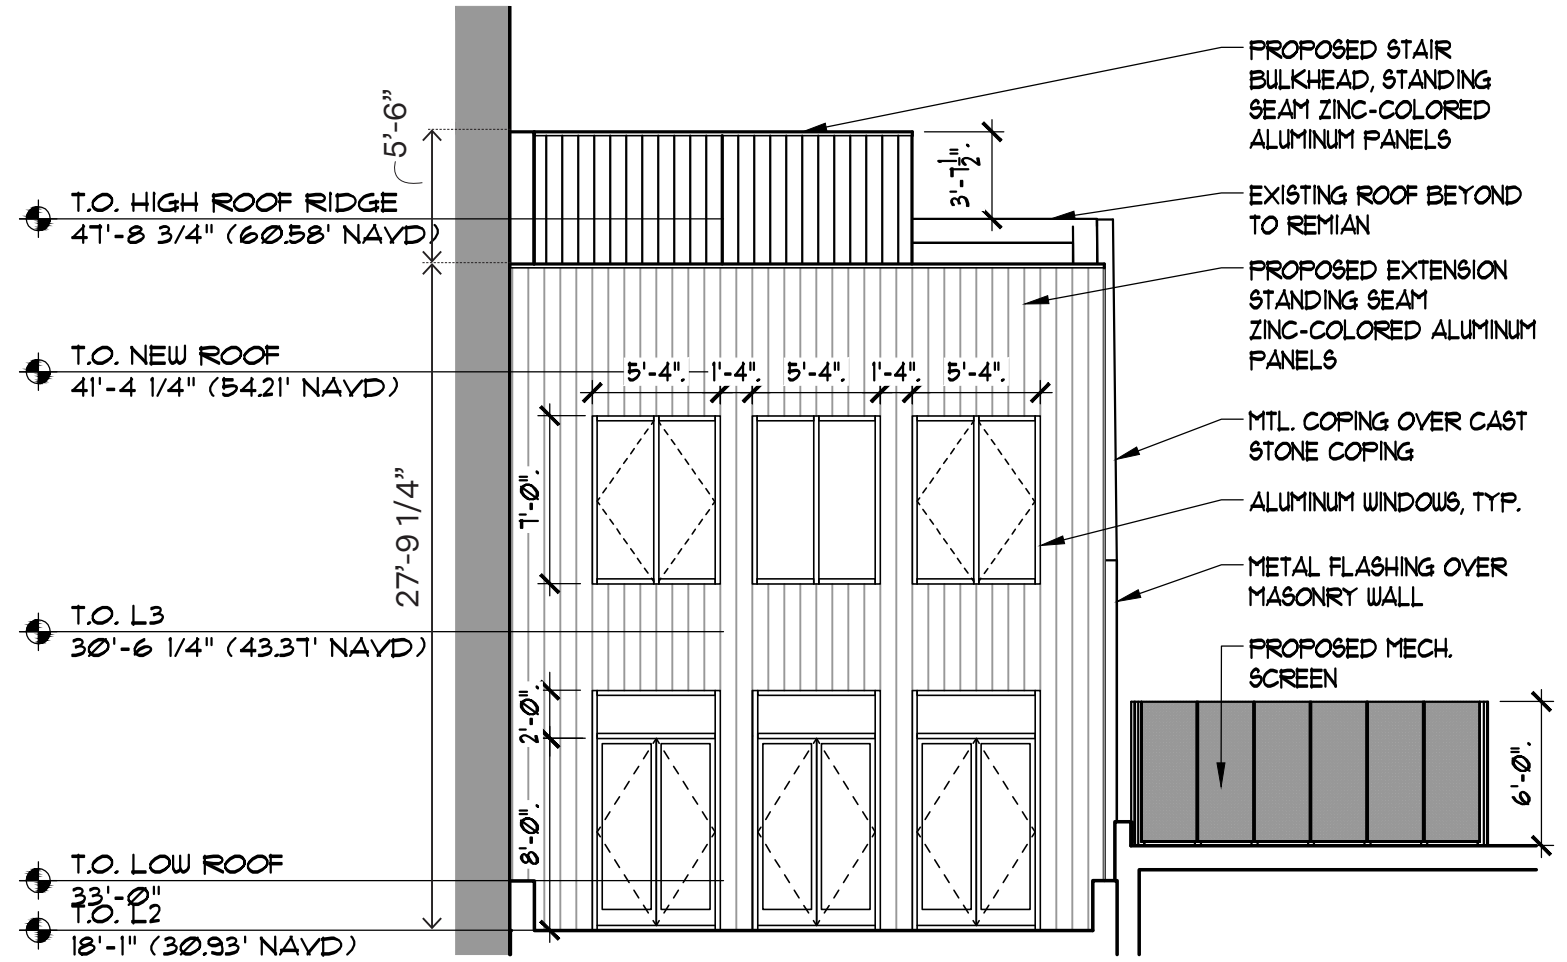 PROPOSED STAIR
BULKHEAD, STANDING
SEAM ZINC-COLORED
ALUMINUM PANELS
5'-6"
3'-7 1/2".
T.O. HIGH ROOF RIDGE
47'-8 3/4" (60.58' NAVD)
EXISTING ROOF BEYOND
TO REMIAN
PROPOSED EXTENSION
STANDING SEAM
ZINC-COLORED ALUMINUM
PANELS
T.O. NEW ROOF
41'-4 1/4" (54.21' NAVD)
5'-4".
1'-4".
5'-4".
1'-4".
5'-4".
MTL. COPING OVER CAST
STONE COPING
7'-0".
27'-9 1/4"
ALUMINUM WINDOWS, TYP.
METAL FLASHING OVER
MASONRY WALL
T.O. L3
30'-6 1/4" (43.37' NAVD)
PROPOSED MECH.
SCREEN
2'-0".
8'-0".
6'-0".
T.O. LOW ROOF
33'-0"
T.O. L2
18'-1" (30.93' NAVD)